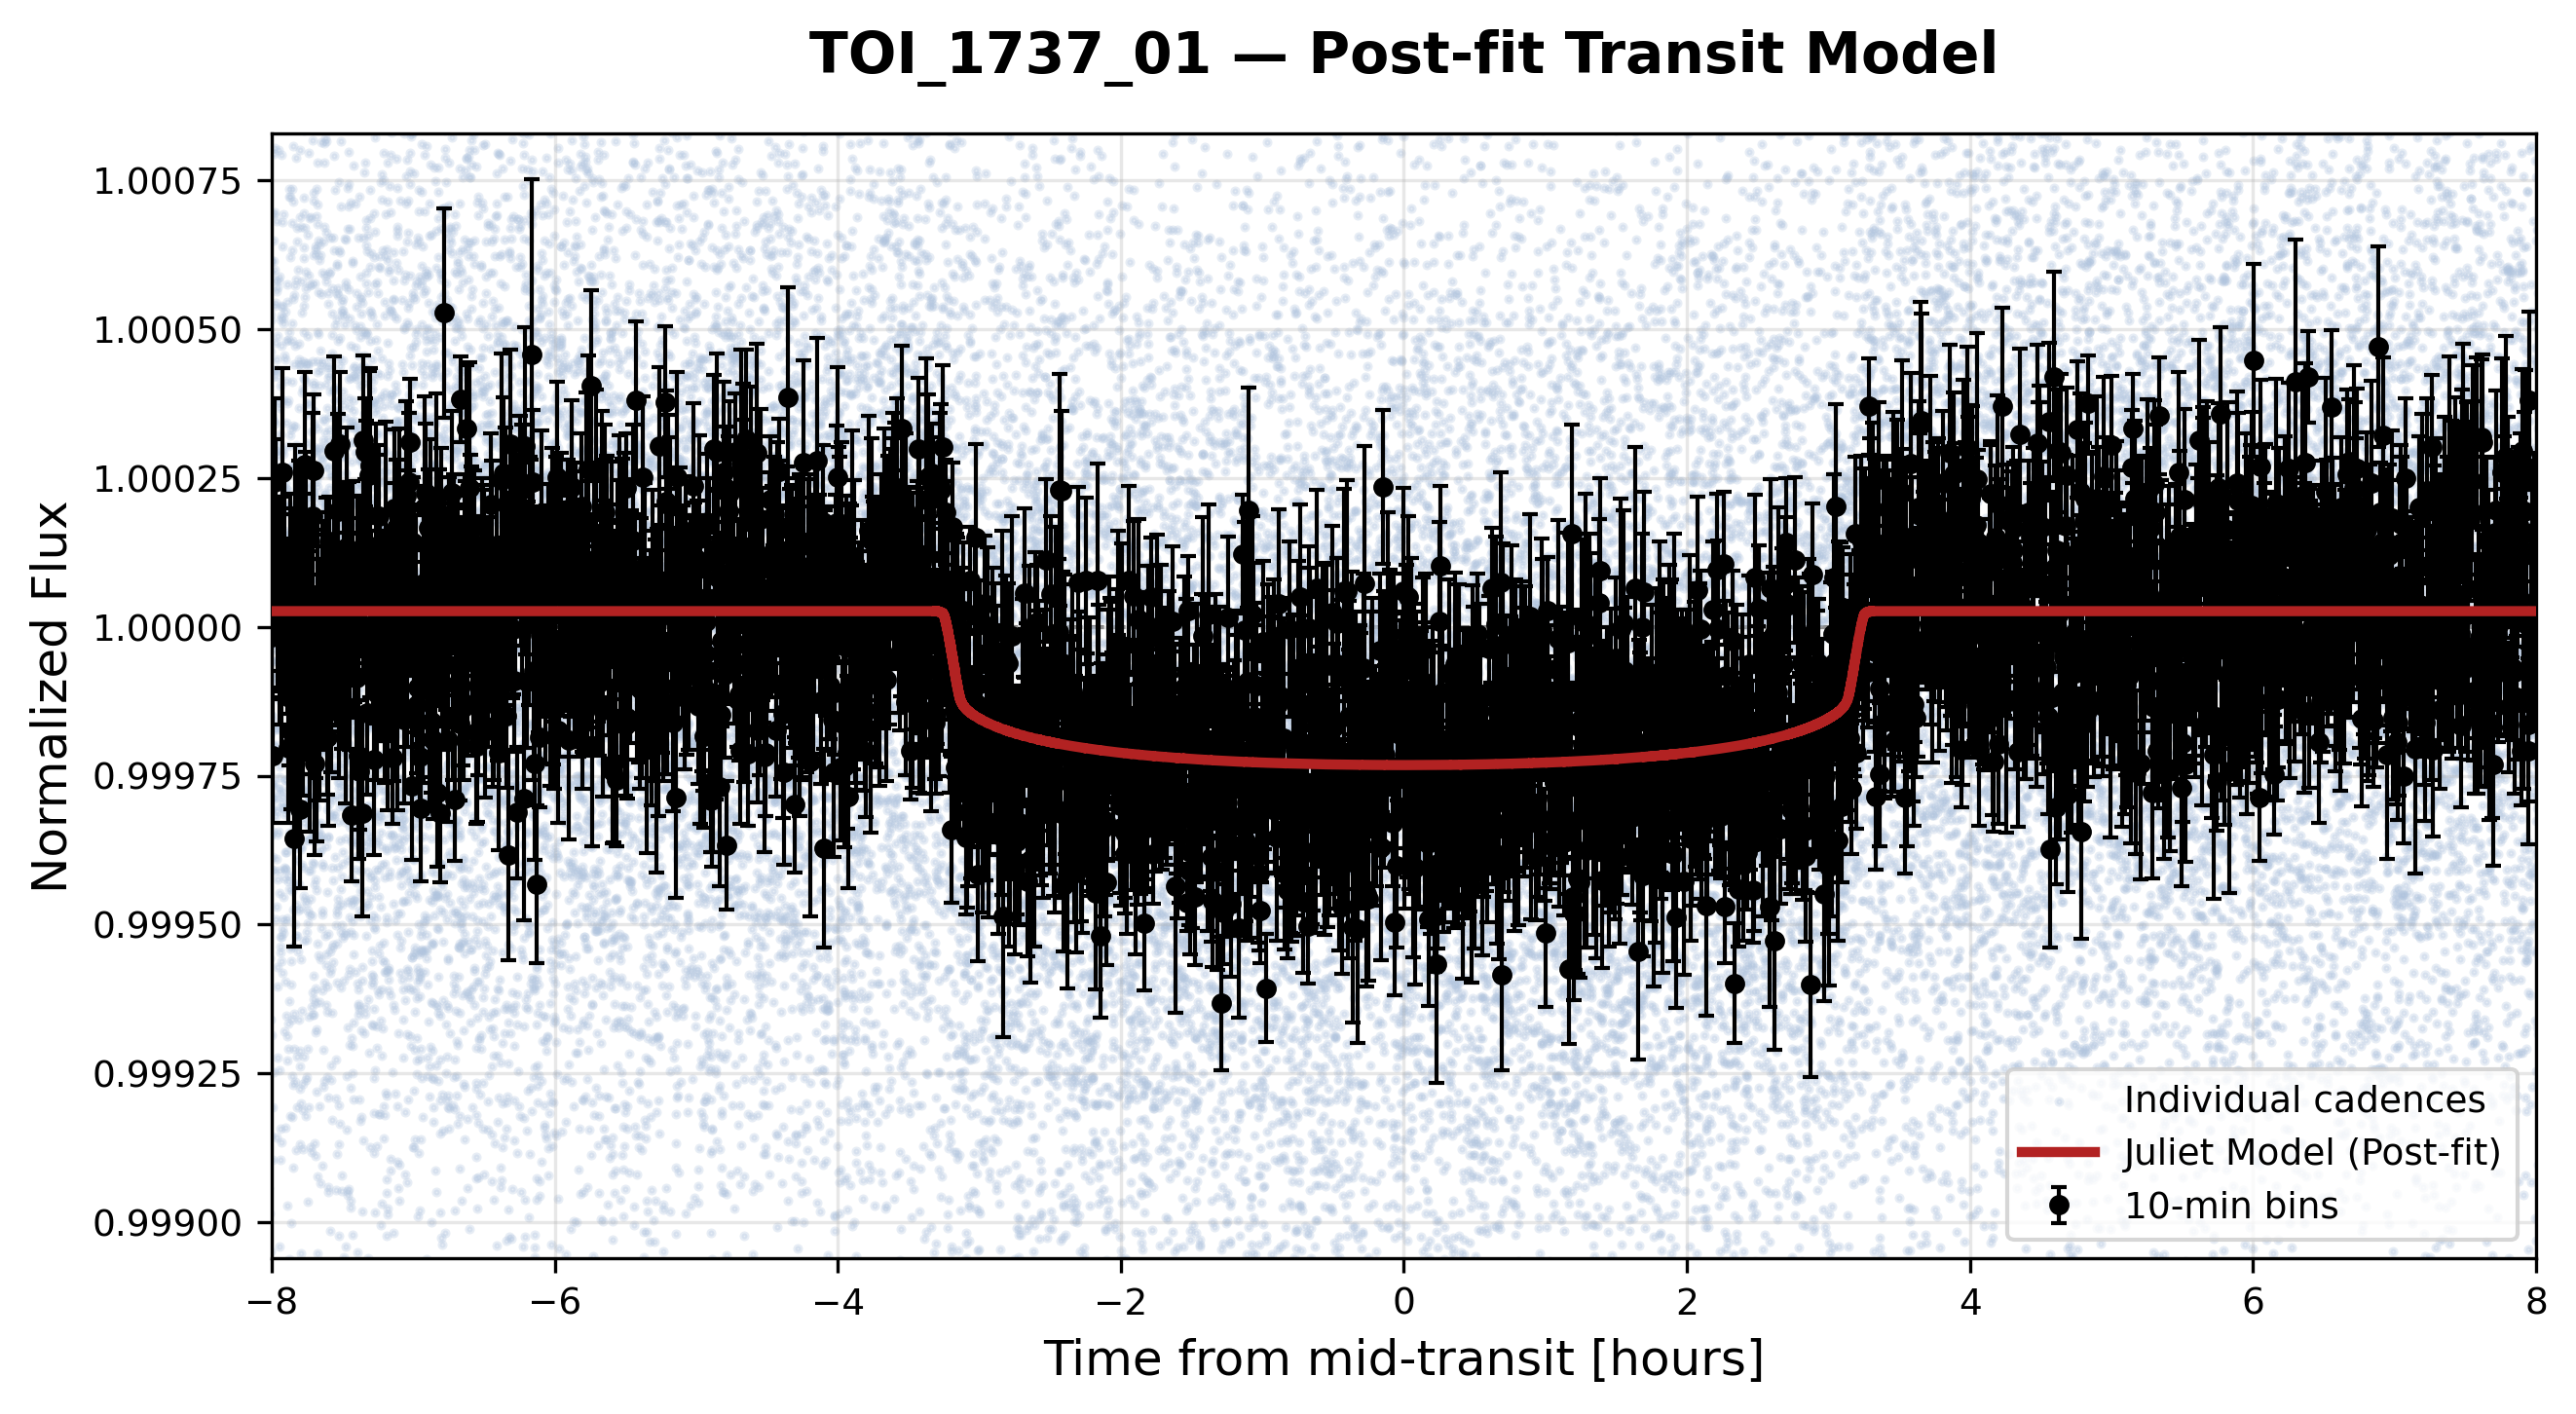 TOI_1737_01 — Post-fit Transit Model
Normalized Flux
1.00075
1.00050
1.00025
1.00000
0.99975
0.99950
0.99925
0.99900
Individual cadences
Juliet Model (Post-fit)
10-min bins
−8
−6
−4
−2
0
2
4
6
8
Time from mid-transit [hours]